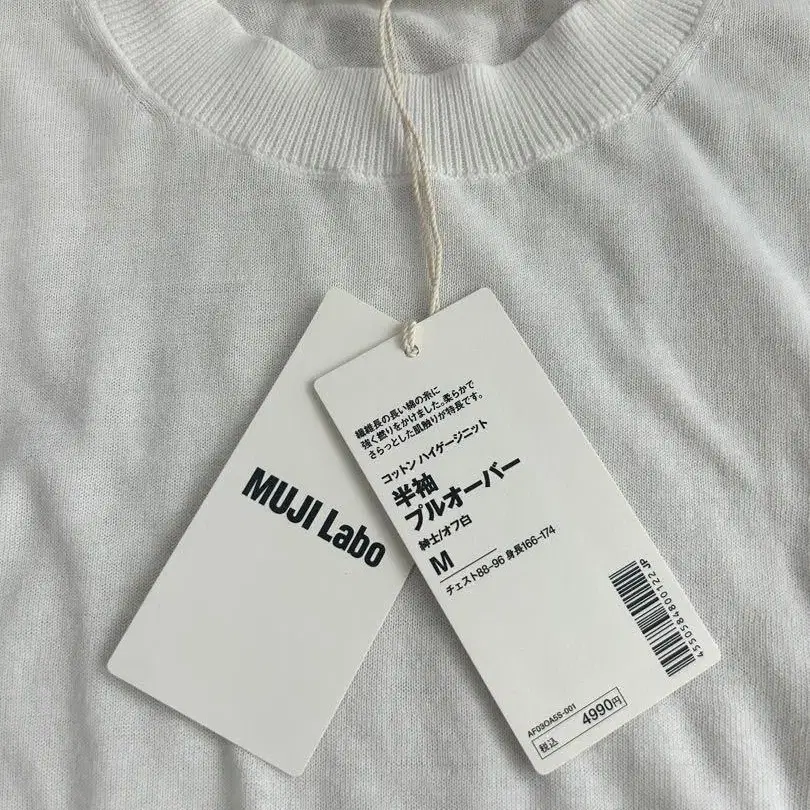 MUJI Labo
繊維長の長い綿の糸に
強く撚りをかけました。柔らかで
さらっとした肌触りが特長です。
コットン ハイゲージニット
半袖
プルオーバー
紳士/オフ白
M
チェスト88-96 身長166-174
4550584800122JP
AF09OA5S-001
税込 4990円